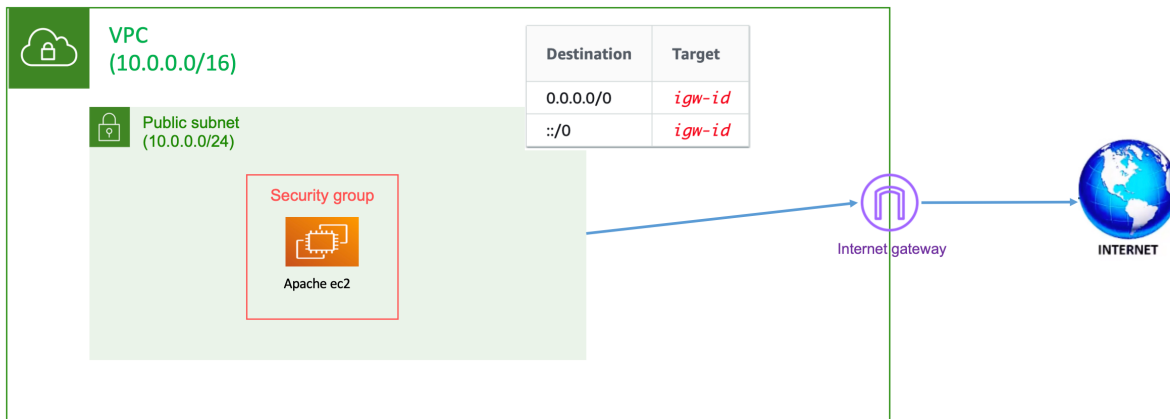 VPC
(10.0.0.0/16)
Destination Target
0.0.0.0/0 igw-id
::/0 igw-id
Public subnet
(10.0.0.0/24)
Security group
Apache ec2
Internet gateway
INTERNET